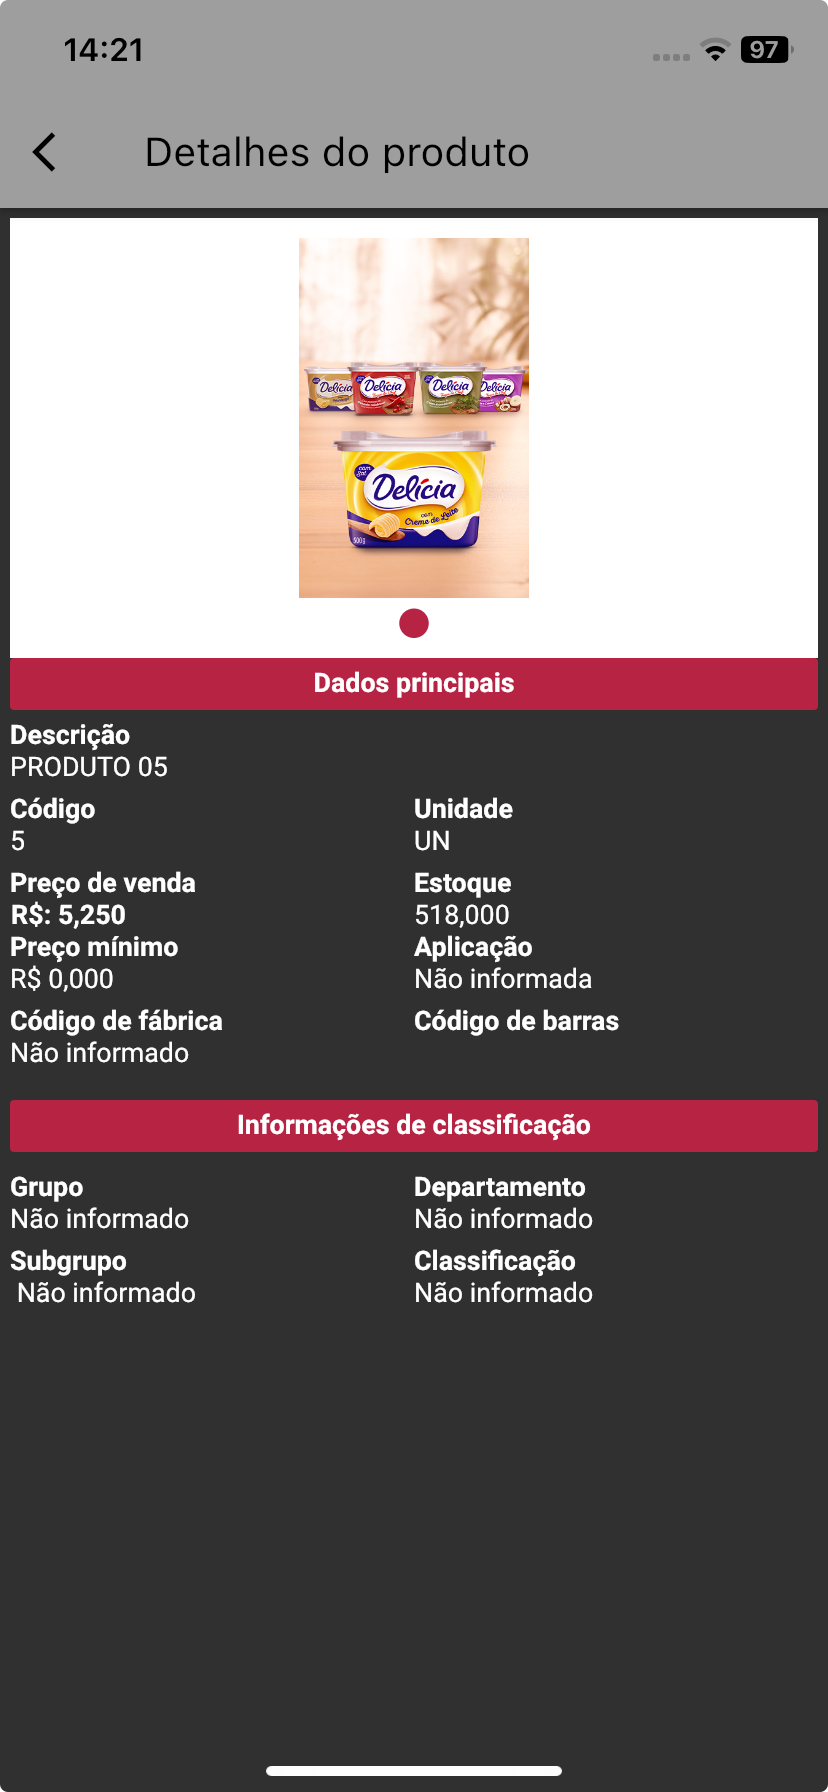 14:21
97
Detalhes do produto
Delícia
Delícia
Delícia
Delícia
com
Sal
Delícia
com
Creme de Leite
500g
Dados principais
Descrição
PRODUTO 05
Código
Unidade
5
UN
Preço de venda
Estoque
R$: 5,250
518,000
Preço mínimo
Aplicação
R$ 0,000
Não informada
Código de fábrica
Código de barras
Não informado
Informações de classificação
Grupo
Departamento
Não informado
Não informado
Subgrupo
Classificação
Não informado
Não informado